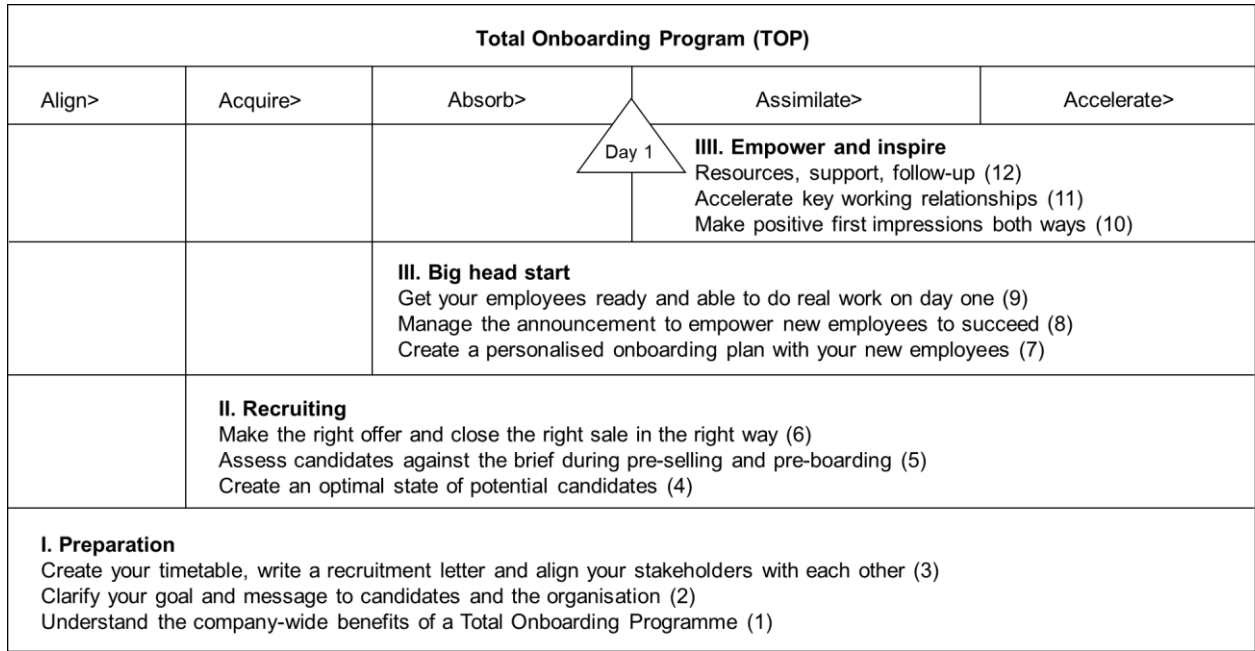 Total Onboarding Program (TOP)
Align>
Acquire>
Absorb>
Assimilate>
Accelerate>
Day 1
IIII. Empower and inspire
Resources, support, follow-up (12)
Accelerate key working relationships (11)
Make positive first impressions both ways (10)
III. Big head start
Get your employees ready and able to do real work on day one (9)
Manage the announcement to empower new employees to succeed (8)
Create a personalised onboarding plan with your new employees (7)
II. Recruiting
Make the right offer and close the right sale in the right way (6)
Assess candidates against the brief during pre-selling and pre-boarding (5)
Create an optimal state of potential candidates (4)
I. Preparation
Create your timetable, write a recruitment letter and align your stakeholders with each other (3)
Clarify your goal and message to candidates and the organisation (2)
Understand the company-wide benefits of a Total Onboarding Programme (1)